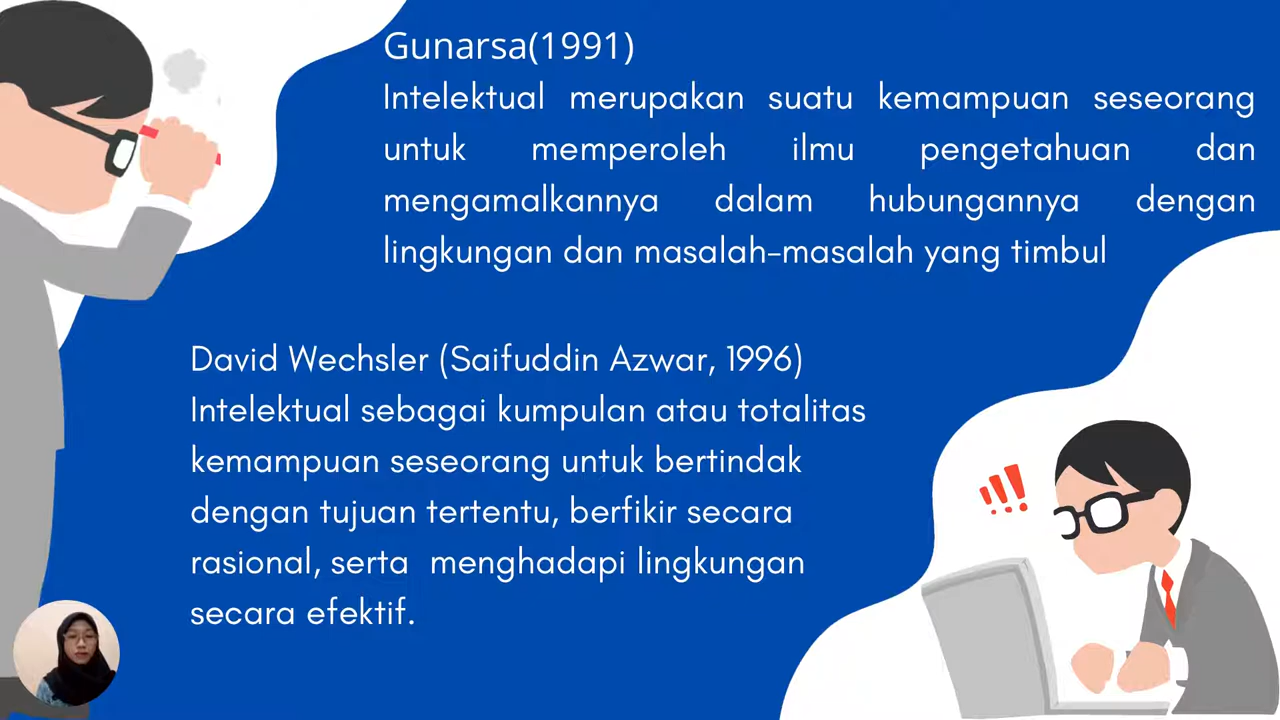 Gunarsa(1991)
Intelektual merupakan suatu kemampuan seseorang
untuk memperoleh ilmu pengetahuan dan
mengamalkannya dalam hubungannya dengan
lingkungan dan masalah-masalah yang timbul
David Wechsler (Saifuddin Azwar, 1996)
Intelektual sebagai kumpulan atau totalitas
kemampuan seseorang untuk bertindak
dengan tujuan tertentu, berfikir secara
rasional, serta menghadapi lingkungan
secara efektif.
!!!